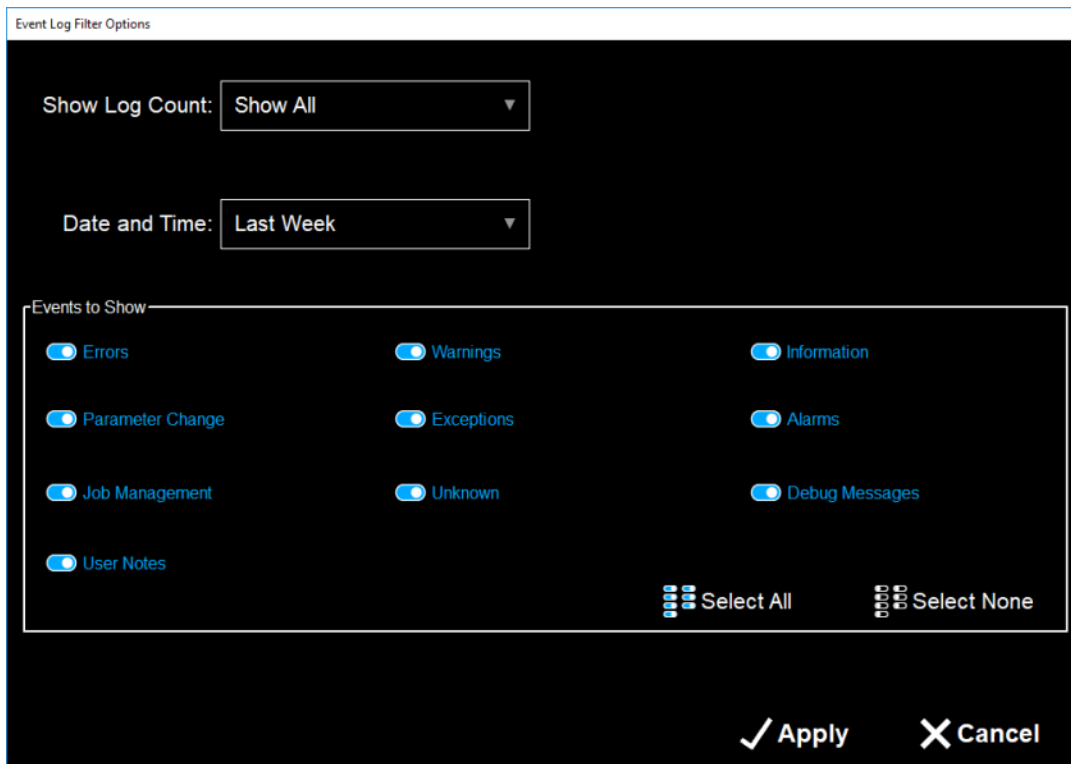 Event Log Filter Options
Show Log Count: Show All
Date and Time: Last Week
Events to Show
Errors Warnings Information
Parameter Change Exceptions Alarms
Job Management Unknown Debug Messages
User Notes
Select All Select None
Apply Cancel